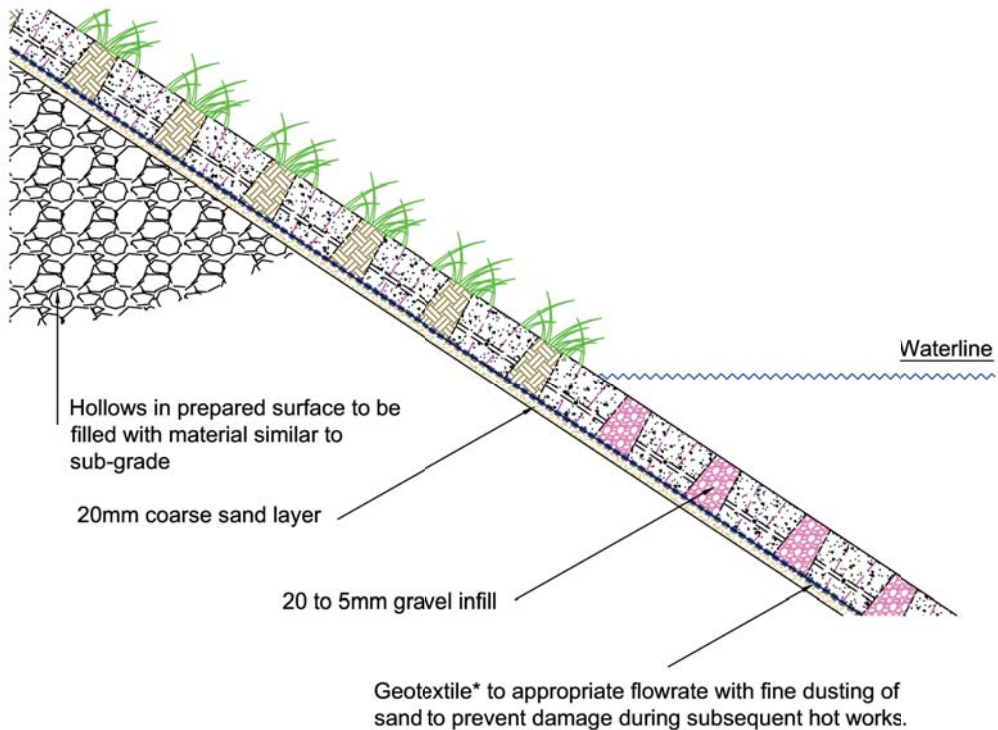 Waterline
Hollows in prepared surface to be
filled with material similar to
sub-grade
20mm coarse sand layer
20 to 5mm gravel infill
Geotextile* to appropriate flowrate with fine dusting of
sand to prevent damage during subsequent hot works.